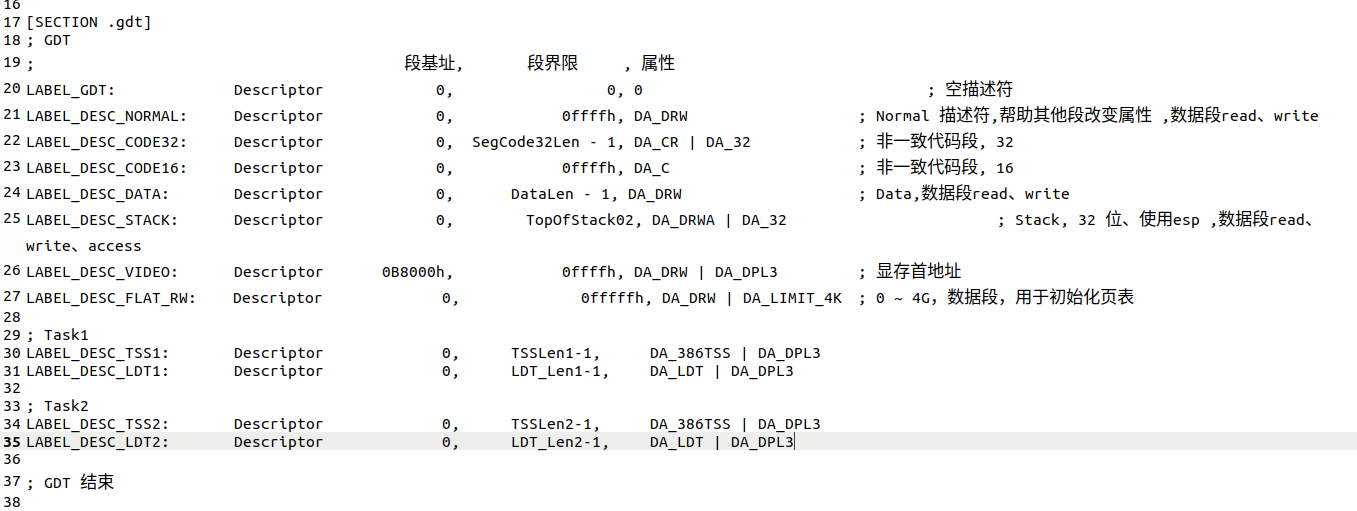 16
17 [SECTION .gdt]
18 ; GDT
19 ; 段基址, 段界限 , 属性
20 LABEL_GDT: Descriptor 0, 0, 0 ; 空描述符
21 LABEL_DESC_NORMAL: Descriptor 0, 0ffffh, DA_DRW ; Normal 描述符,帮助其他段改变属性 ,数据段read、write
22 LABEL_DESC_CODE32: Descriptor 0, SegCode32Len - 1, DA_CR | DA_32 ; 非一致代码段, 32
23 LABEL_DESC_CODE16: Descriptor 0, 0ffffh, DA_C ; 非一致代码段, 16
24 LABEL_DESC_DATA: Descriptor 0, DataLen - 1, DA_DRW ; Data,数据段read、write
25 LABEL_DESC_STACK: Descriptor 0, TopOfStack02, DA_DRWA | DA_32 ; Stack, 32 位、使用esp ,数据段read、
write、access
26 LABEL_DESC_VIDEO: Descriptor 0B8000h, 0ffffh, DA_DRW | DA_DPL3 ; 显存首地址
27 LABEL_DESC_FLAT_RW: Descriptor 0, 0fffffh, DA_DRW | DA_LIMIT_4K ; 0 ~ 4G，数据段，用于初始化页表
28
29 ; Task1
30 LABEL_DESC_TSS1: Descriptor 0, TSSLen1-1, DA_386TSS | DA_DPL3
31 LABEL_DESC_LDT1: Descriptor 0, LDT_Len1-1, DA_LDT | DA_DPL3
32
33 ; Task2
34 LABEL_DESC_TSS2: Descriptor 0, TSSLen2-1, DA_386TSS | DA_DPL3
35 LABEL_DESC_LDT2: Descriptor 0, LDT_Len2-1, DA_LDT | DA_DPL3
36
37 ; GDT 结束
38